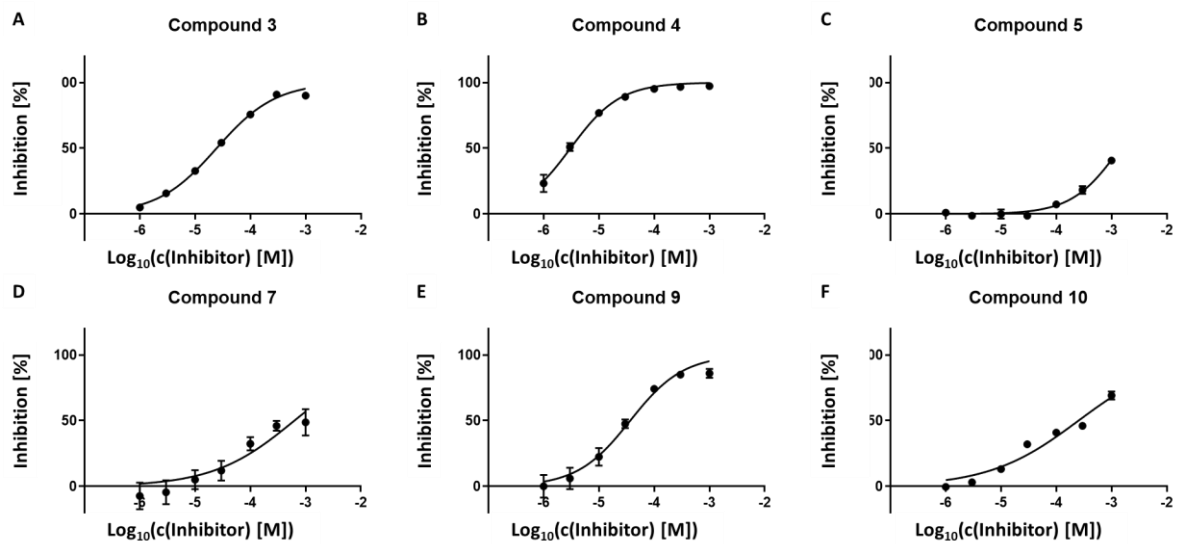 A
Compound 3
Inhibition [%]
00
50
0
-6 -5 -4 -3 -2
Log10(c(Inhibitor) [M])
B
Compound 4
Inhibition [%]
100
50
0
-6 -5 -4 -3 -2
Log10(c(Inhibitor) [M])
C
Compound 5
Inhibition [%]
00
50
0
-6 -5 -4 -3 -2
Log10(c(Inhibitor) [M])
D
Compound 7
Inhibition [%]
100
50
0
-6 -5 -4 -3 -2
Log10(c(Inhibitor) [M])
E
Compound 9
Inhibition [%]
100
50
0
-6 -5 -4 -3 -2
Log10(c(Inhibitor) [M])
F
Compound 10
Inhibition [%]
00
50
0
-6 -5 -4 -3 -2
Log10(c(Inhibitor) [M])